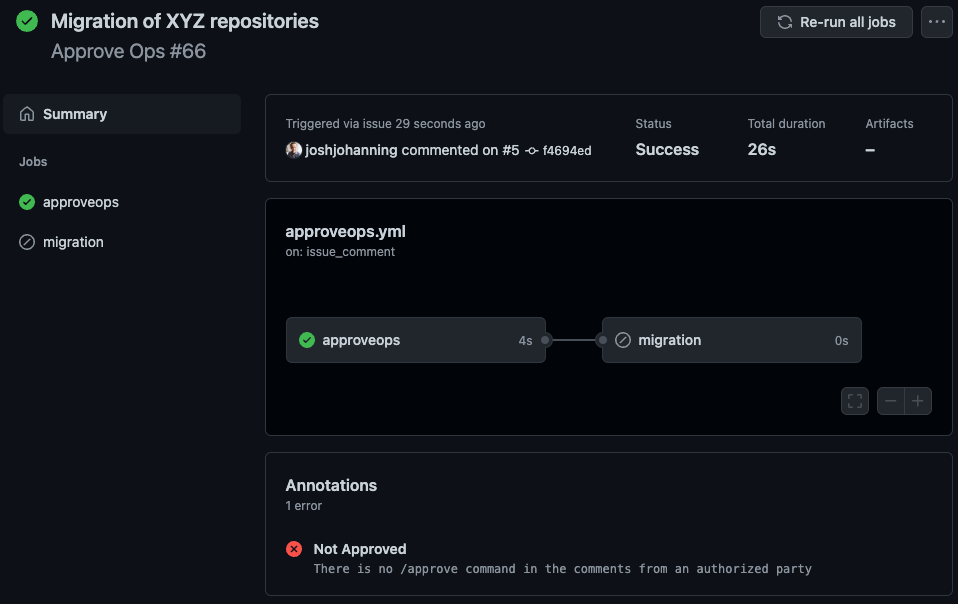 Migration of XYZ repositories
Approve Ops #66
Re-run all jobs
Summary
Jobs
approveops
migration
Triggered via issue 29 seconds ago
joshjohanning commented on #5 f4694ed
Status
Success
Total duration
26s
Artifacts
–
approveops.yml
on: issue_comment
approveops 4s
migration 0s
Annotations
1 error
Not Approved
There is no /approve command in the comments from an authorized party